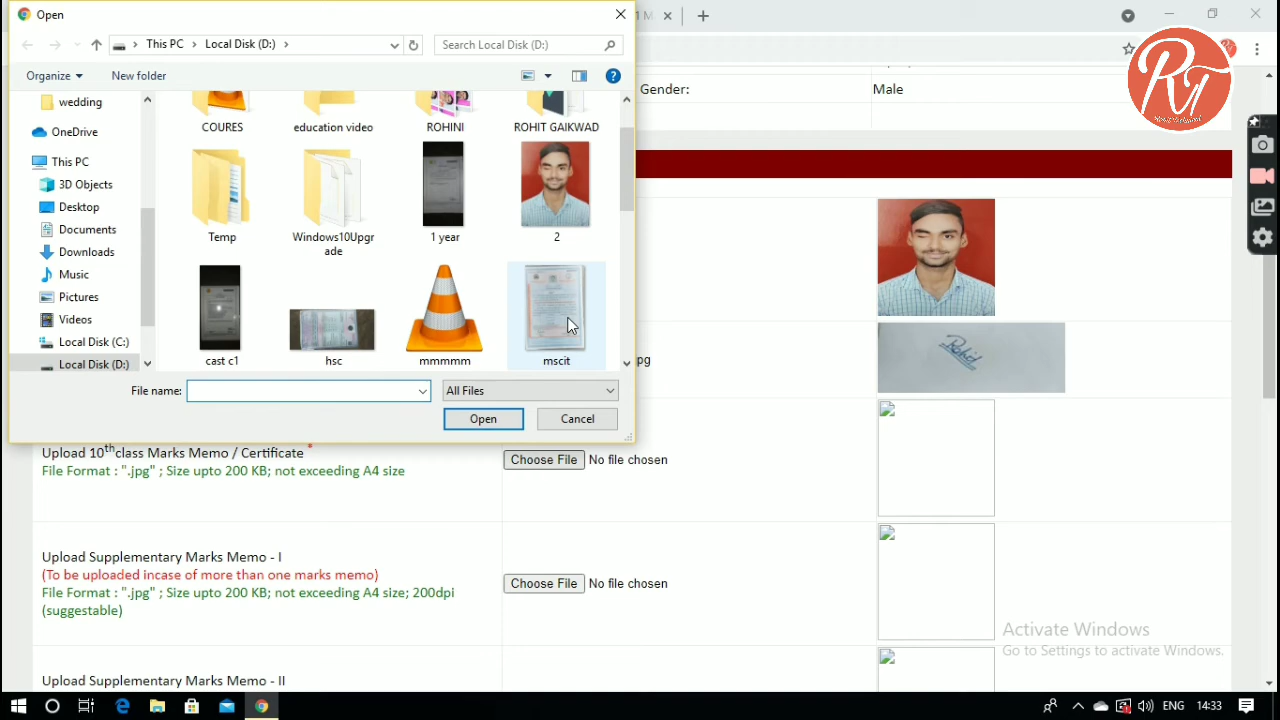 Open
1 M
This PC
Local Disk (D:)
Search Local Disk (D:)
Organize
New folder
Gender:
Male
RT
wedding
OneDrive
This PC
3D Objects
Desktop
Documents
Downloads
Music
Pictures
Videos
Local Disk (C:)
Local Disk (D:)
COURES
education video
ROHINI
ROHIT GAIKWAD
Temp
Windows10Upgr
ade
1 year
2
cast c1
hsc
mmmmm
mscit
pg
Rohid
File name:
All Files
Open
Cancel
Upload 10thclass Marks Memo / Certificate *
File Format : ".jpg" ; Size upto 200 KB; not exceeding A4 size
Choose File No file chosen
Upload Supplementary Marks Memo - I
(To be uploaded incase of more than one marks memo)
File Format : ".jpg" ; Size upto 200 KB; not exceeding A4 size; 200dpi
(suggestable)
Choose File No file chosen
Upload Supplementary Marks Memo - II
Activate Windows
Go to Settings to activate Windows.
ENG
14:33